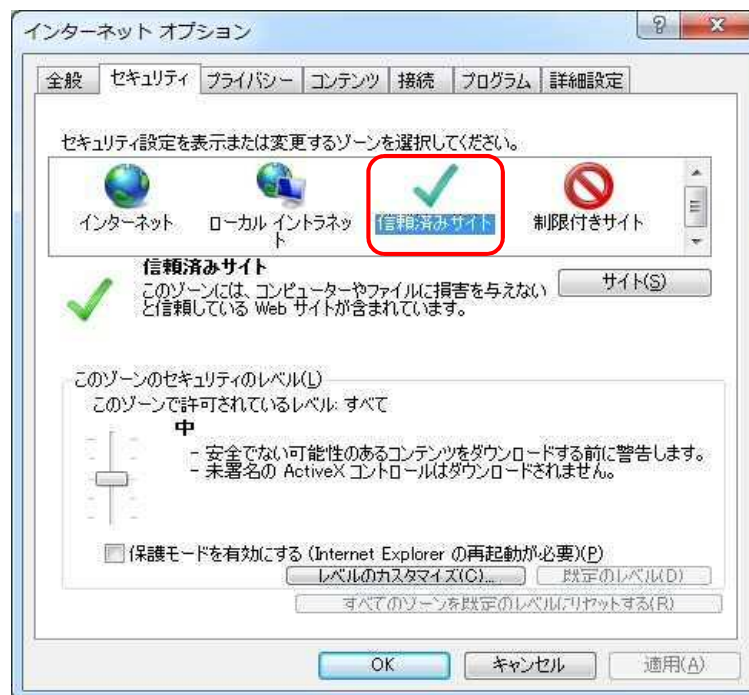 インターネット オプション
全般 セキュリティ プライバシー コンテンツ 接続 プログラム 詳細設定
セキュリティ設定を表示または変更するゾーンを選択してください。
インターネット
ローカル イントラネッ
ト
信頼済みサイト
制限付きサイト
信頼済みサイト
このゾーンには、コンピューターやファイルに損害を与えない
と信頼している Web サイトが含まれています。
サイト(S)
このゾーンのセキュリティのレベル(L)
このゾーンで許可されているレベル: すべて
中
- 安全でない可能性のあるコンテンツをダウンロードする前に警告します。
- 未署名の ActiveX コントロールはダウンロードされません。
保護モードを有効にする (Internet Explorer の再起動が必要)(P)
レベルのカスタマイズ(C)... 既定のレベル(D)
すべてのゾーンを既定のレベルにリセットする(R)
OK キャンセル 適用(A)